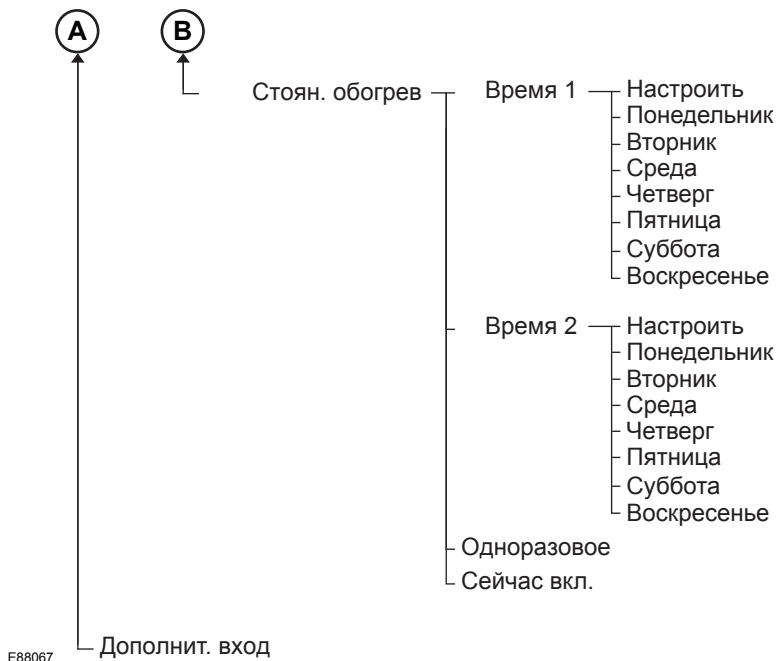 A B
Стоян. обогрев Время 1 Настроить
Понедельник
Вторник
Среда
Четверг
Пятница
Суббота
Воскресенье
Время 2 Настроить
Понедельник
Вторник
Среда
Четверг
Пятница
Суббота
Воскресенье
Одноразовое
Сейчас вкл.
Дополнит. вход
E88067